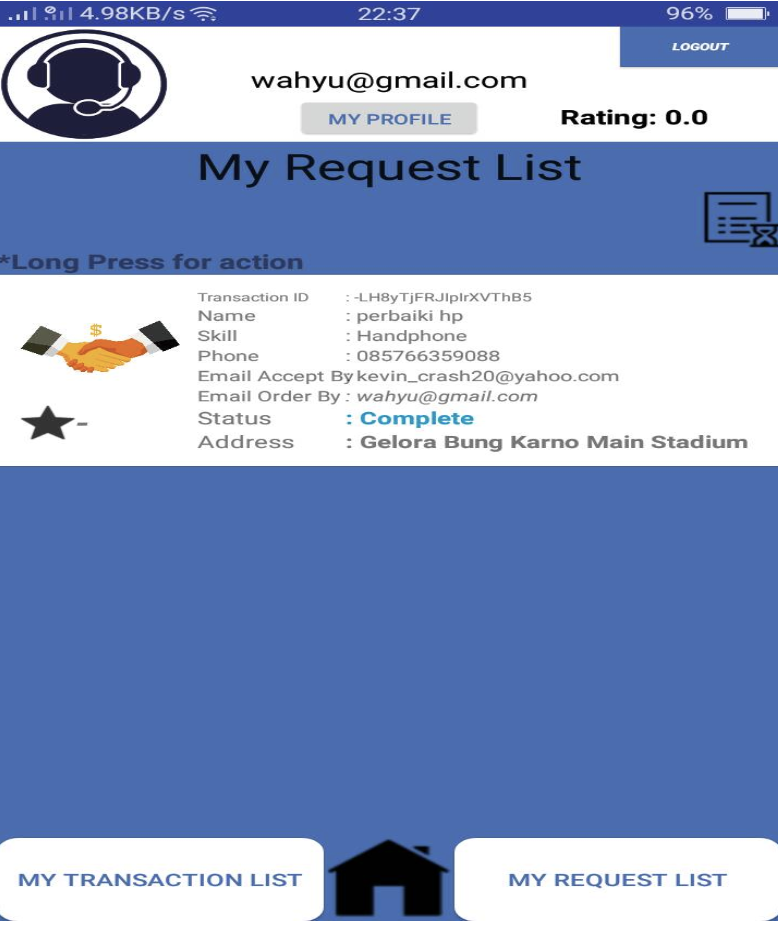 4.98KB/s 22:37 96%
LOGOUT
wahyu@gmail.com
MY PROFILE Rating: 0.0
My Request List
*Long Press for action
Transaction ID : -LH8yTjFRJIpIrXVThB5
Name : perbaiki hp
Skill : Handphone
Phone : 085766359088
Email Accept By kevin_crash20@yahoo.com
Email Order By : wahyu@gmail.com
Status : Complete
Address : Gelora Bung Karno Main Stadium
$
-
MY TRANSACTION LIST MY REQUEST LIST